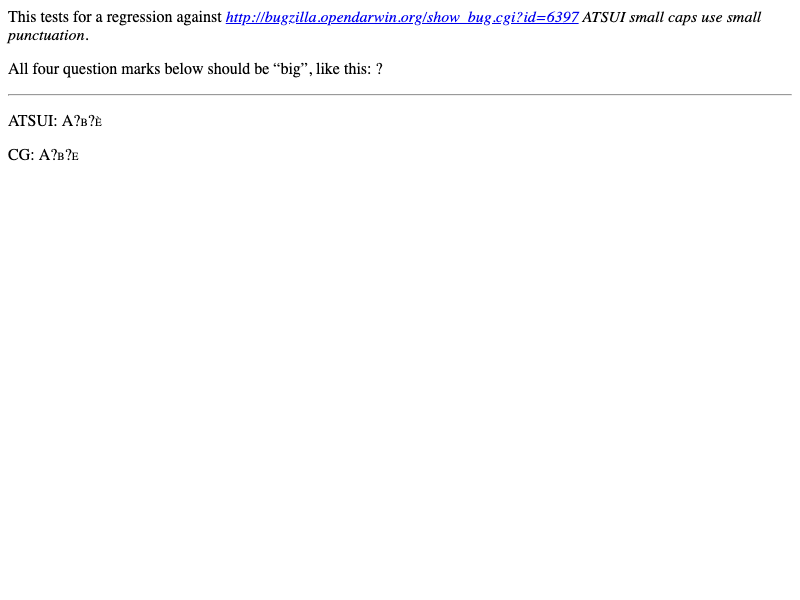 This tests for a regression against http://bugzilla.opendarwin.org/show_bug.cgi?id=6397 ATSUI small caps use small
punctuation.
All four question marks below should be “big”, like this: ?
ATSUI: A?ʙ?ᴇ̀
CG: A?ʙ?ᴇ